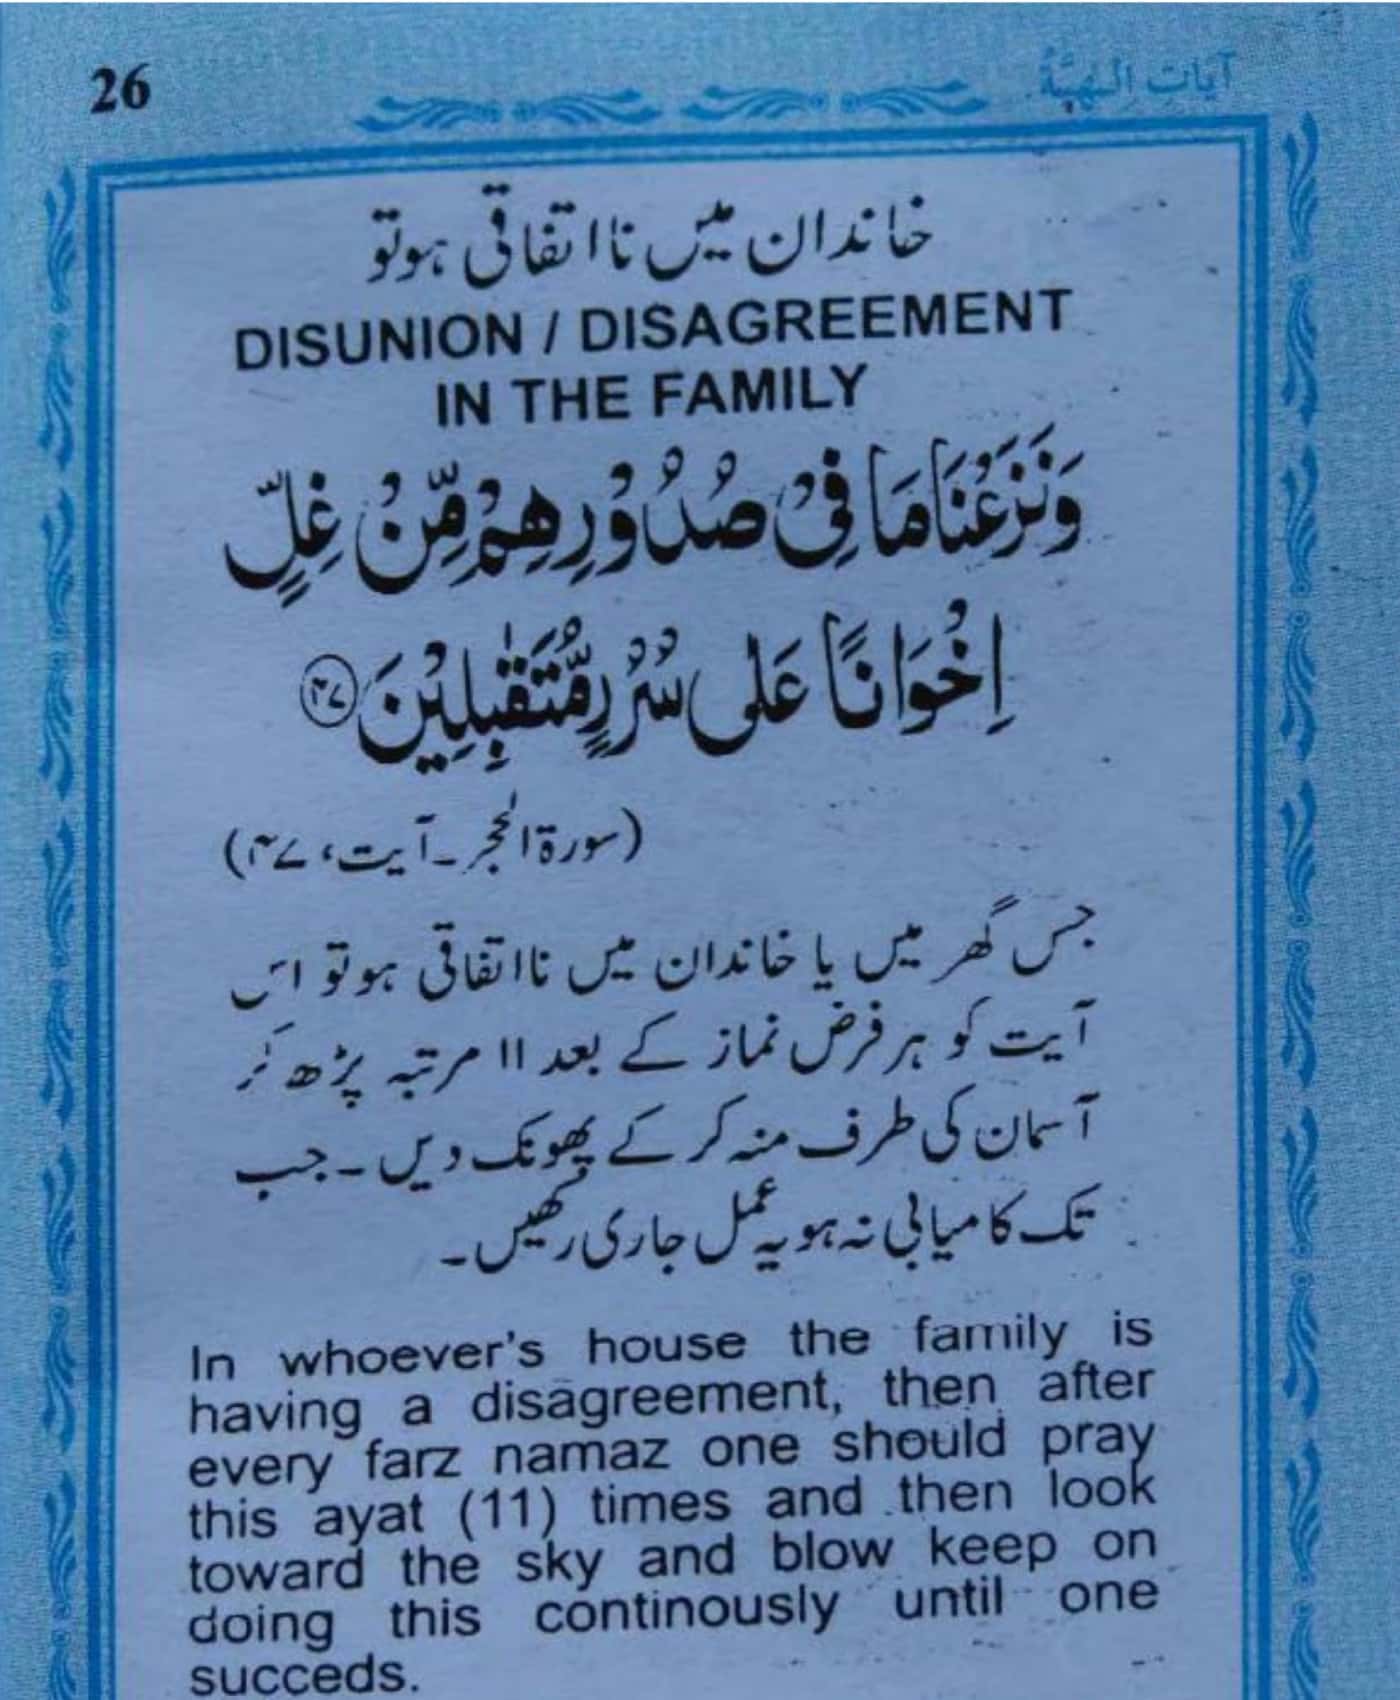 26
آیاتِ الٰہیّہ
خاندان میں نااتفاقی ہوتو
DISUNION / DISAGREEMENT
IN THE FAMILY
وَنَزَعْنَا مَا فِیْ صُدُوْرِهِمْ مِّنْ غِلٍّ
اِخْوَانًا عَلٰی سُرُرٍ مُّتَقٰبِلِیْنَ ﴿۴۷﴾
(سورۃ الحجر۔آیت، ۴۷)
جس گھر میں یا خاندان میں نااتفاقی ہوتو اس
آیت کو ہر فرض نماز کے بعد ۱۱ مرتبہ پڑھ کر
آسمان کی طرف منہ کر کے پھونک دیں ۔ جب
تک کامیابی نہ ہو یہ عمل جاری رکھیں ۔
In whoever's house the family is
having a disagreement, then after
every farz namaz one should pray
this ayat (11) times and then look
toward the sky and blow keep on
doing this continously until one
succeds.